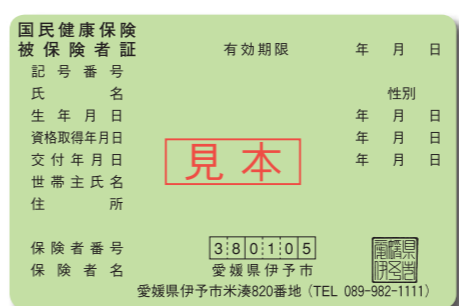 国民健康保険
被保険者証 有効期限 年 月 日
記号番号
氏名 性別
生年月日 年 月 日
資格取得年月日 年 月 日
交付年月日 年 月 日
世帯主氏名
住所
見本
保険者番号 380105
保険者名 愛媛県伊予市
愛媛県伊予市米湊820番地（TEL 089-982-1111）